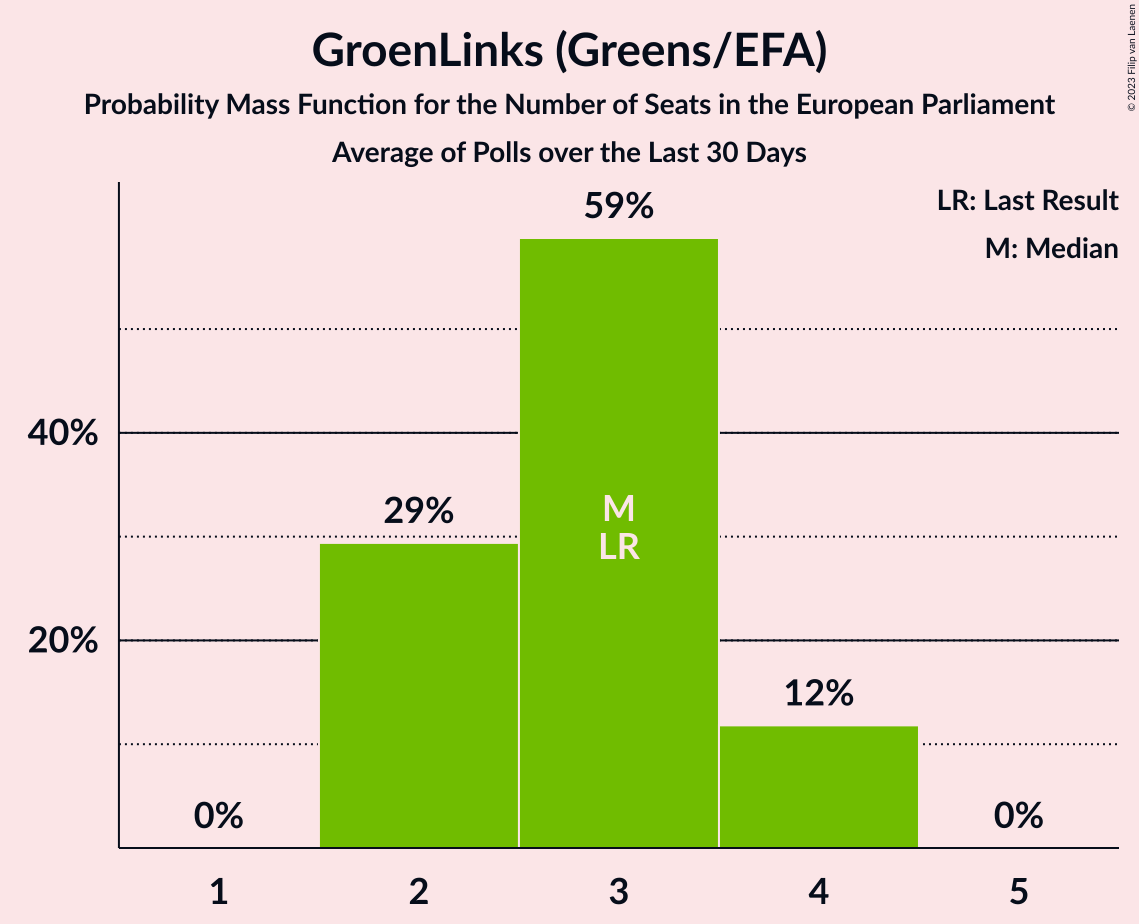 GroenLinks (Greens/EFA)
Probability Mass Function for the Number of Seats in the European Parliament
Average of Polls over the Last 30 Days
© 2023 Filip van Laenen
LR: Last Result
M: Median
59%
40%
29%
M
LR
20%
12%
0%
0%
1 2 3 4 5